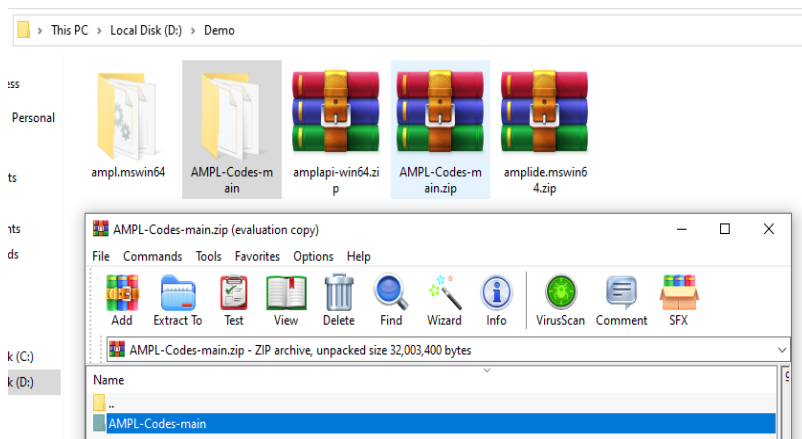 This PC > Local Disk (D:) > Demo
ess
Personal
ts
nts
ds
k (C:)
k (D:)
ampl.mswin64
AMPL-Codes-m
ain
amplapi-win64.zi
p
AMPL-Codes-m
ain.zip
amplide.mswin6
4.zip
AMPL-Codes-main.zip (evaluation copy)
File Commands Tools Favorites Options Help
Add Extract To Test View Delete Find Wizard Info VirusScan Comment SFX
AMPL-Codes-main.zip - ZIP archive, unpacked size 32,003,400 bytes
Name
..
AMPL-Codes-main